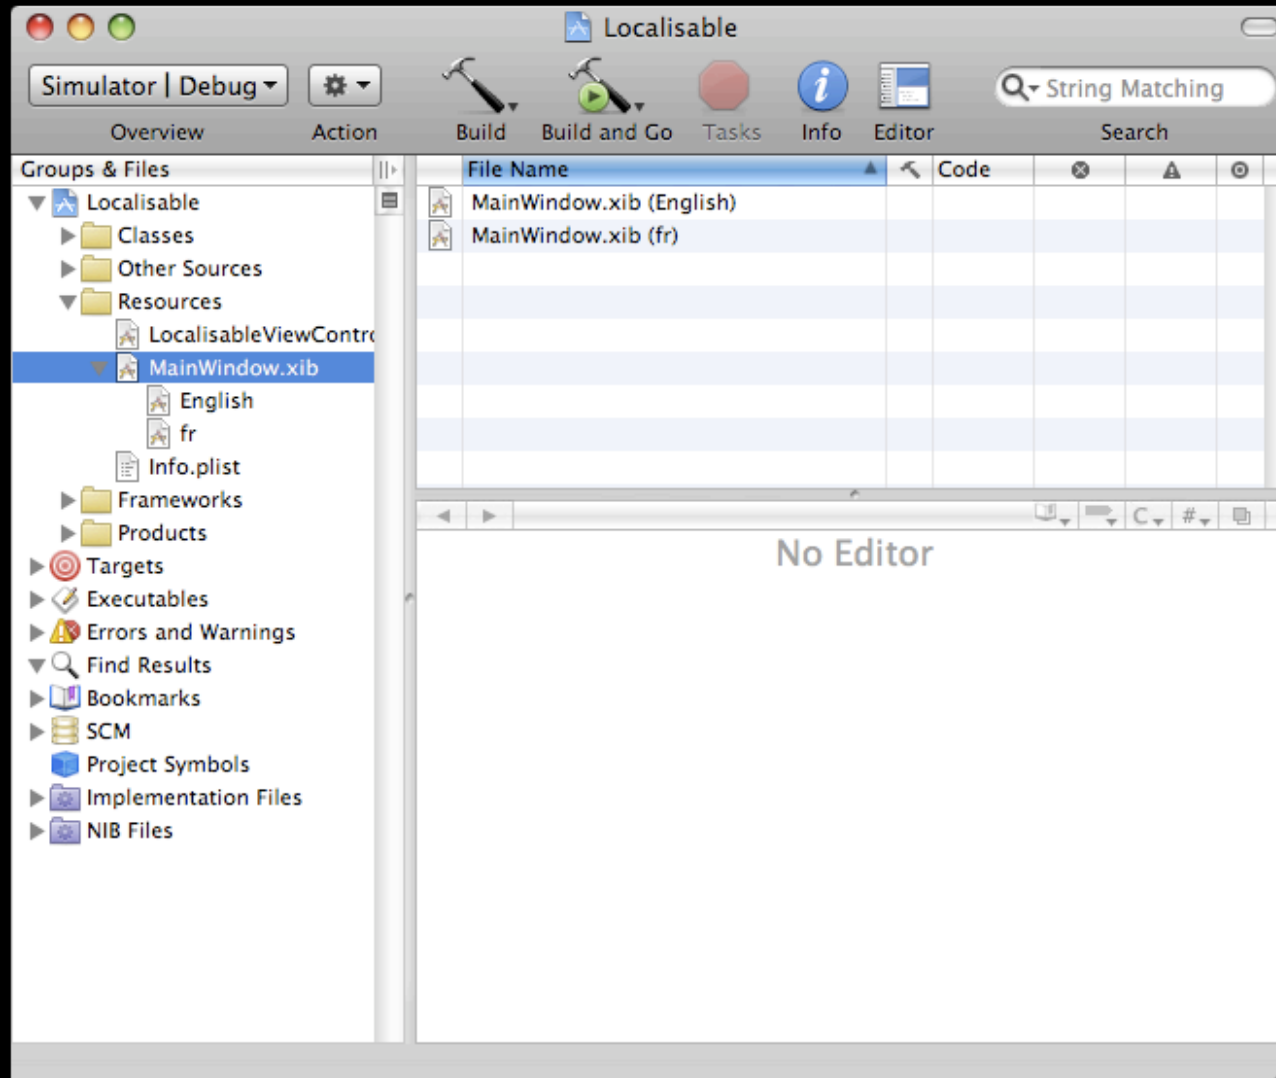 Localisable
Simulator | Debug
String Matching
Overview Action Build Build and Go Tasks Info Editor Search
Groups & Files
File Name Code
Localisable
Classes
Other Sources
Resources
LocalisableViewContro
MainWindow.xib
English
fr
Info.plist
Frameworks
Products
Targets
Executables
Errors and Warnings
Find Results
Bookmarks
SCM
Project Symbols
Implementation Files
NIB Files
MainWindow.xib (English)
MainWindow.xib (fr)
C #
No Editor